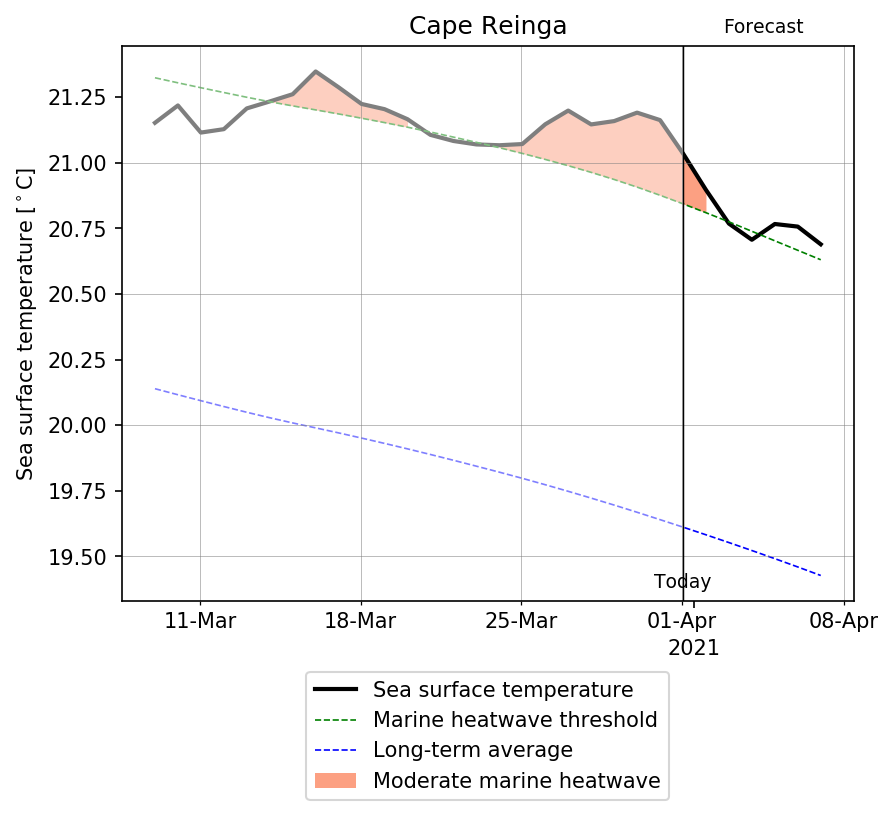 Cape Reinga
Forecast
Sea surface temperature [°C]
21.25
21.00
20.75
20.50
20.25
20.00
19.75
19.50
Today
11-Mar 18-Mar 25-Mar 01-Apr 08-Apr
2021
Sea surface temperature
Marine heatwave threshold
Long-term average
Moderate marine heatwave